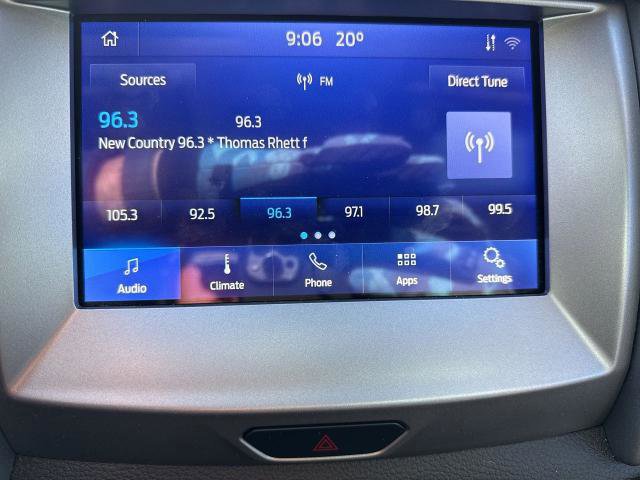 9:06 20°
Sources FM Direct Tune
96.3 96.3
New Country 96.3 * Thomas Rhett f
105.3 92.5 96.3 97.1 98.7 99.5
Audio Climate Phone Apps Settings